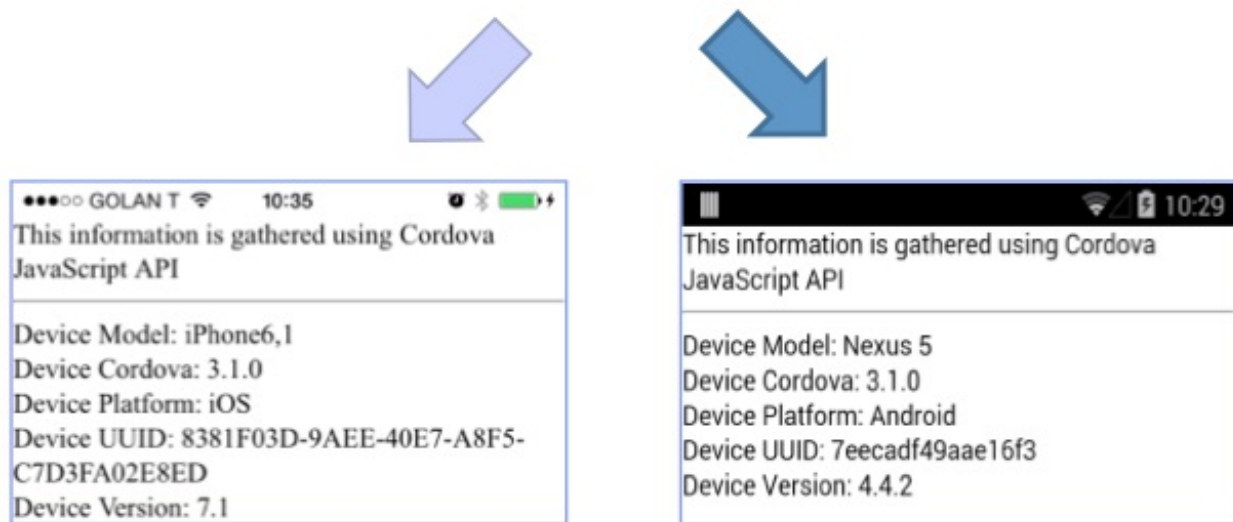 ●●●○○ GOLAN T 10:35
This information is gathered using Cordova
JavaScript API
Device Model: iPhone6,1
Device Cordova: 3.1.0
Device Platform: iOS
Device UUID: 8381F03D-9AEE-40E7-A8F5-
C7D3FA02E8ED
Device Version: 7.1
10:29
This information is gathered using Cordova
JavaScript API
Device Model: Nexus 5
Device Cordova: 3.1.0
Device Platform: Android
Device UUID: 7eecadf49aae16f3
Device Version: 4.4.2